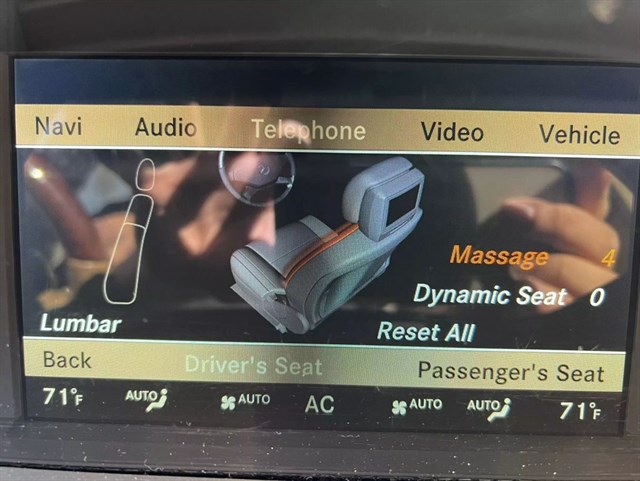 Navi Audio Telephone Video Vehicle
Massage 4
Dynamic Seat 0
Lumbar Reset All
Back Driver's Seat Passenger's Seat
71°F AUTO AUTO AC AUTO AUTO 71°F